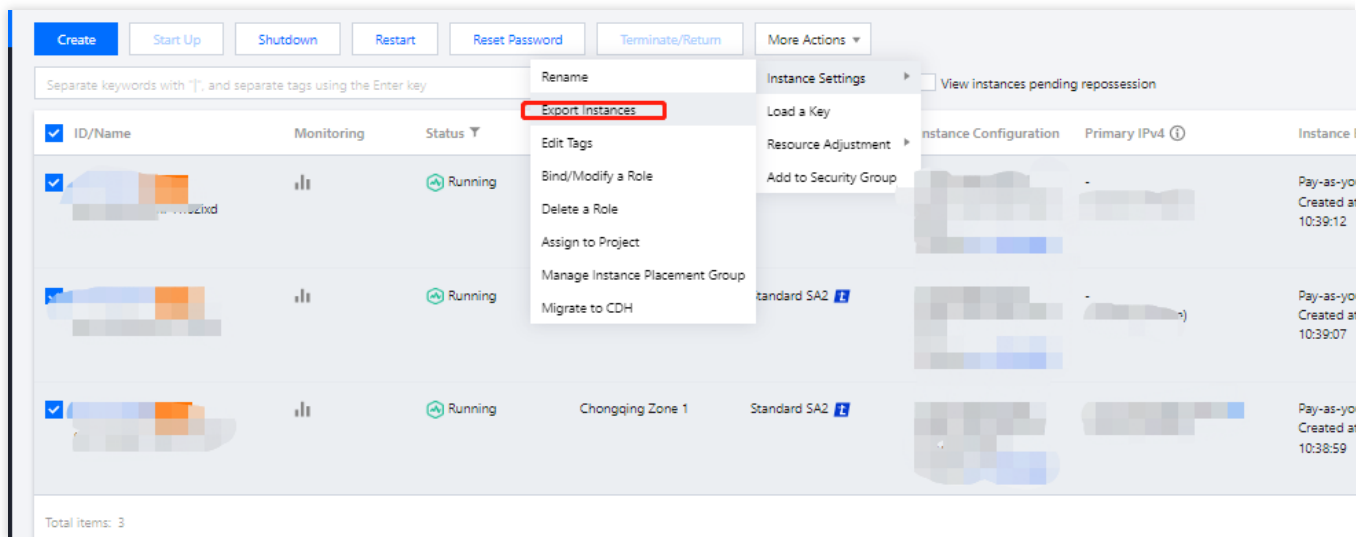 Create Start Up Shutdown Restart Reset Password Terminate/Return More Actions
Separate keywords with "|", and separate tags using the Enter key
View instances pending repossession
Rename
Export Instances
Edit Tags
Bind/Modify a Role
Delete a Role
Assign to Project
Manage Instance Placement Group
Migrate to CDH
Instance Settings
Load a Key
Resource Adjustment
Add to Security Group
ID/Name Monitoring Status nstance Configuration Primary IPv4 Instance
Running - Pay-as-yo
Created at
10:39:12
Running Standard SA2 - Pay-as-yo
Created at
10:39:07
Running Chongqing Zone 1 Standard SA2 Pay-as-yo
Created at
10:38:59
Total items: 3